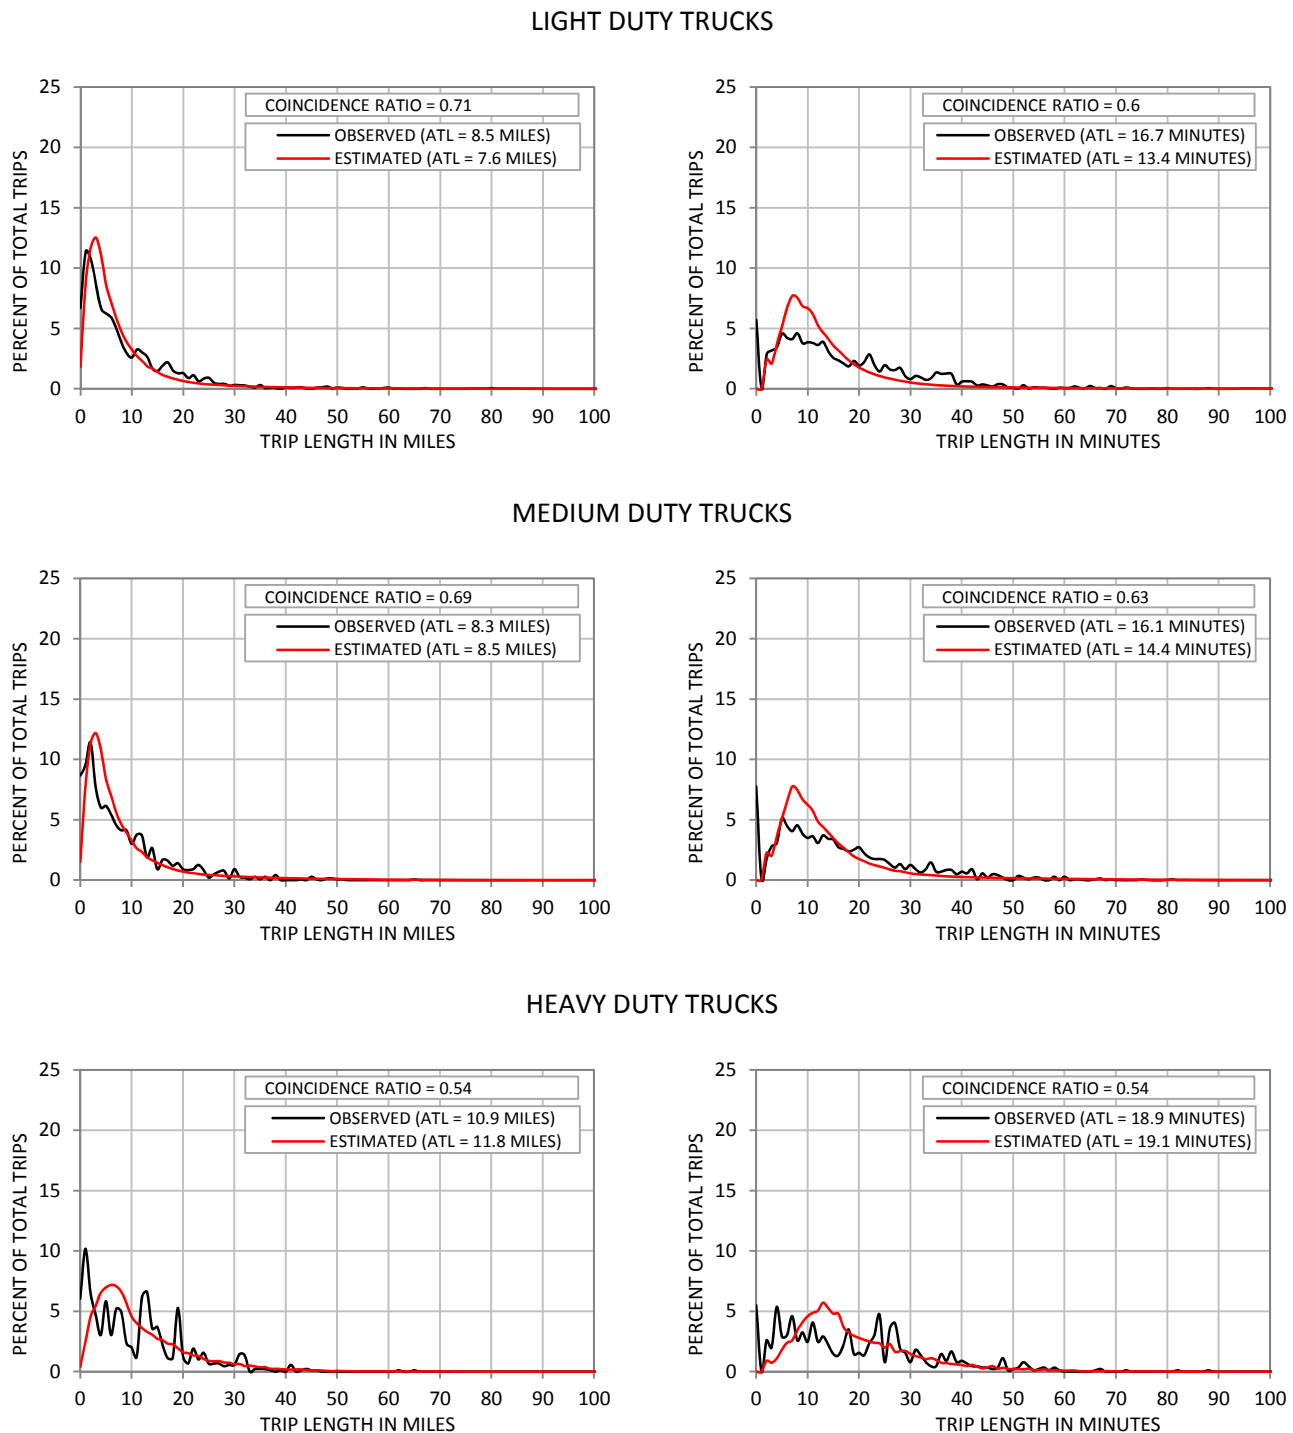 LIGHT DUTY TRUCKS
25
20
15
10
5
0
PERCENT OF TOTAL TRIPS
COINCIDENCE RATIO = 0.71
OBSERVED (ATL = 8.5 MILES)
ESTIMATED (ATL = 7.6 MILES)
0 10 20 30 40 50 60 70 80 90 100
TRIP LENGTH IN MILES
25
20
15
10
5
0
PERCENT OF TOTAL TRIPS
COINCIDENCE RATIO = 0.6
OBSERVED (ATL = 16.7 MINUTES)
ESTIMATED (ATL = 13.4 MINUTES)
0 10 20 30 40 50 60 70 80 90 100
TRIP LENGTH IN MINUTES
MEDIUM DUTY TRUCKS
25
20
15
10
5
0
PERCENT OF TOTAL TRIPS
COINCIDENCE RATIO = 0.69
OBSERVED (ATL = 8.3 MILES)
ESTIMATED (ATL = 8.5 MILES)
0 10 20 30 40 50 60 70 80 90 100
TRIP LENGTH IN MILES
25
20
15
10
5
0
PERCENT OF TOTAL TRIPS
COINCIDENCE RATIO = 0.63
OBSERVED (ATL = 16.1 MINUTES)
ESTIMATED (ATL = 14.4 MINUTES)
0 10 20 30 40 50 60 70 80 90 100
TRIP LENGTH IN MINUTES
HEAVY DUTY TRUCKS
25
20
15
10
5
0
PERCENT OF TOTAL TRIPS
COINCIDENCE RATIO = 0.54
OBSERVED (ATL = 10.9 MILES)
ESTIMATED (ATL = 11.8 MILES)
0 10 20 30 40 50 60 70 80 90 100
TRIP LENGTH IN MILES
25
20
15
10
5
0
PERCENT OF TOTAL TRIPS
COINCIDENCE RATIO = 0.54
OBSERVED (ATL = 18.9 MINUTES)
ESTIMATED (ATL = 19.1 MINUTES)
0 10 20 30 40 50 60 70 80 90 100
TRIP LENGTH IN MINUTES